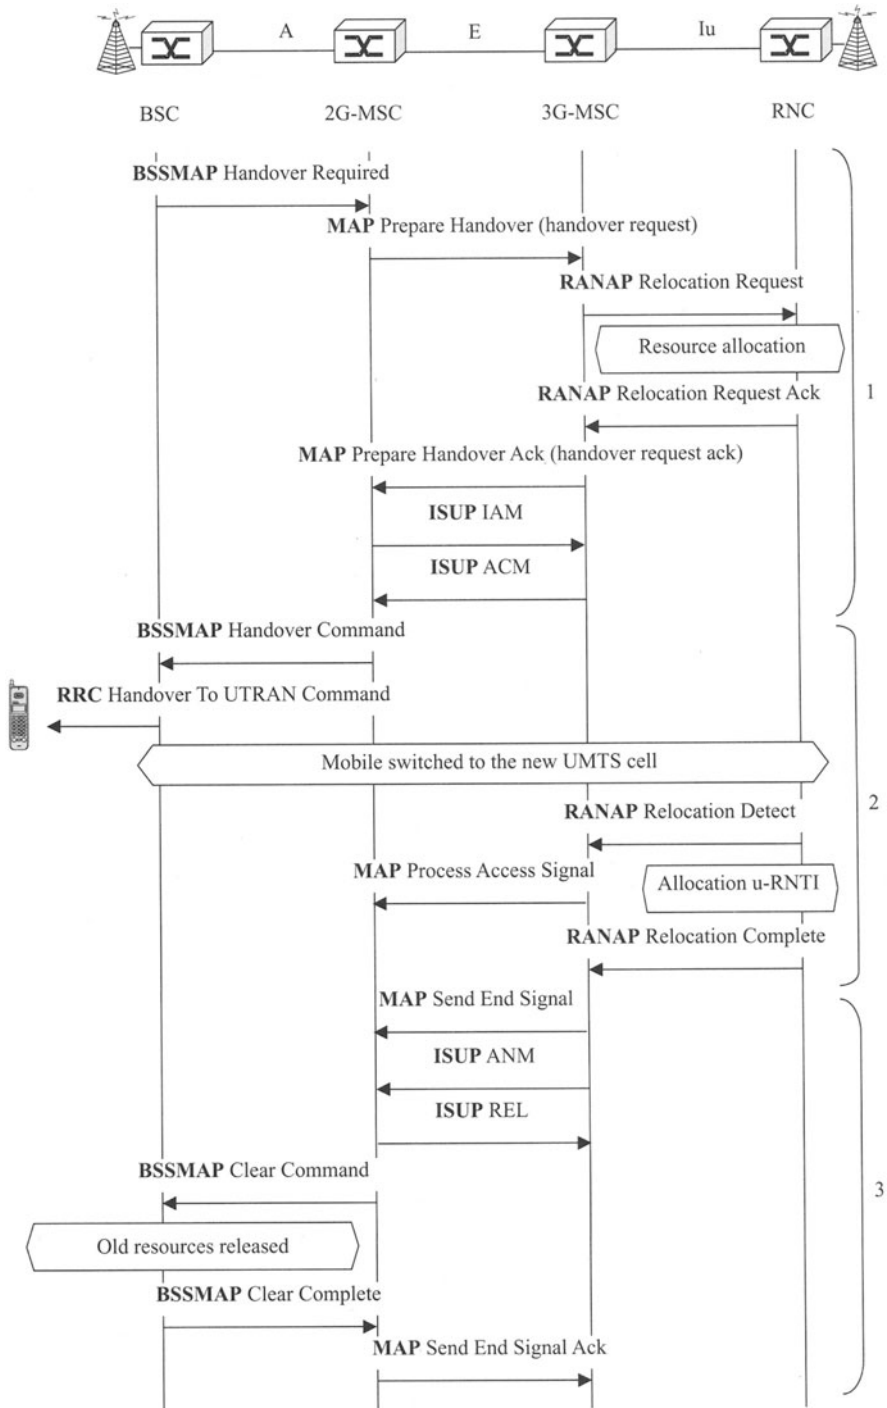 A E Iu
BSC 2G-MSC 3G-MSC RNC
BSSMAP Handover Required
MAP Prepare Handover (handover request)
RANAP Relocation Request
Resource allocation
RANAP Relocation Request Ack
1
MAP Prepare Handover Ack (handover request ack)
ISUP IAM
ISUP ACM
BSSMAP Handover Command
RRC Handover To UTRAN Command
Mobile switched to the new UMTS cell
2
RANAP Relocation Detect
MAP Process Access Signal
Allocation u-RNTI
RANAP Relocation Complete
MAP Send End Signal
ISUP ANM
ISUP REL
BSSMAP Clear Command
3
Old resources released
BSSMAP Clear Complete
MAP Send End Signal Ack